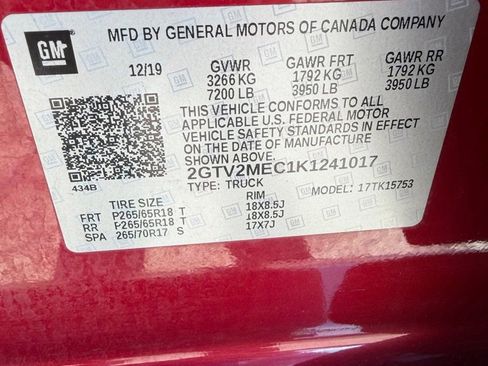 GM
MFD BY GENERAL MOTORS OF CANADA COMPANY
12/19 GVWR GAWR FRT GAWR RR
3266 KG 1792 KG 1792 KG
7200 LB 3950 LB 3950 LB
THIS VEHICLE CONFORMS TO ALL
APPLICABLE U.S. FEDERAL MOTOR
VEHICLE SAFETY STANDARDS IN EFFECT
ON THE DATE OF MANUFACTURE
2GTV2MEC1K1241017
434B TYPE: TRUCK MODEL: 17TK15753
TIRE SIZE RIM
FRT P265/65R18 T 18X8.5J
RR P265/65R18 T 18X8.5J
SPA 265/70R17 S 17X7J